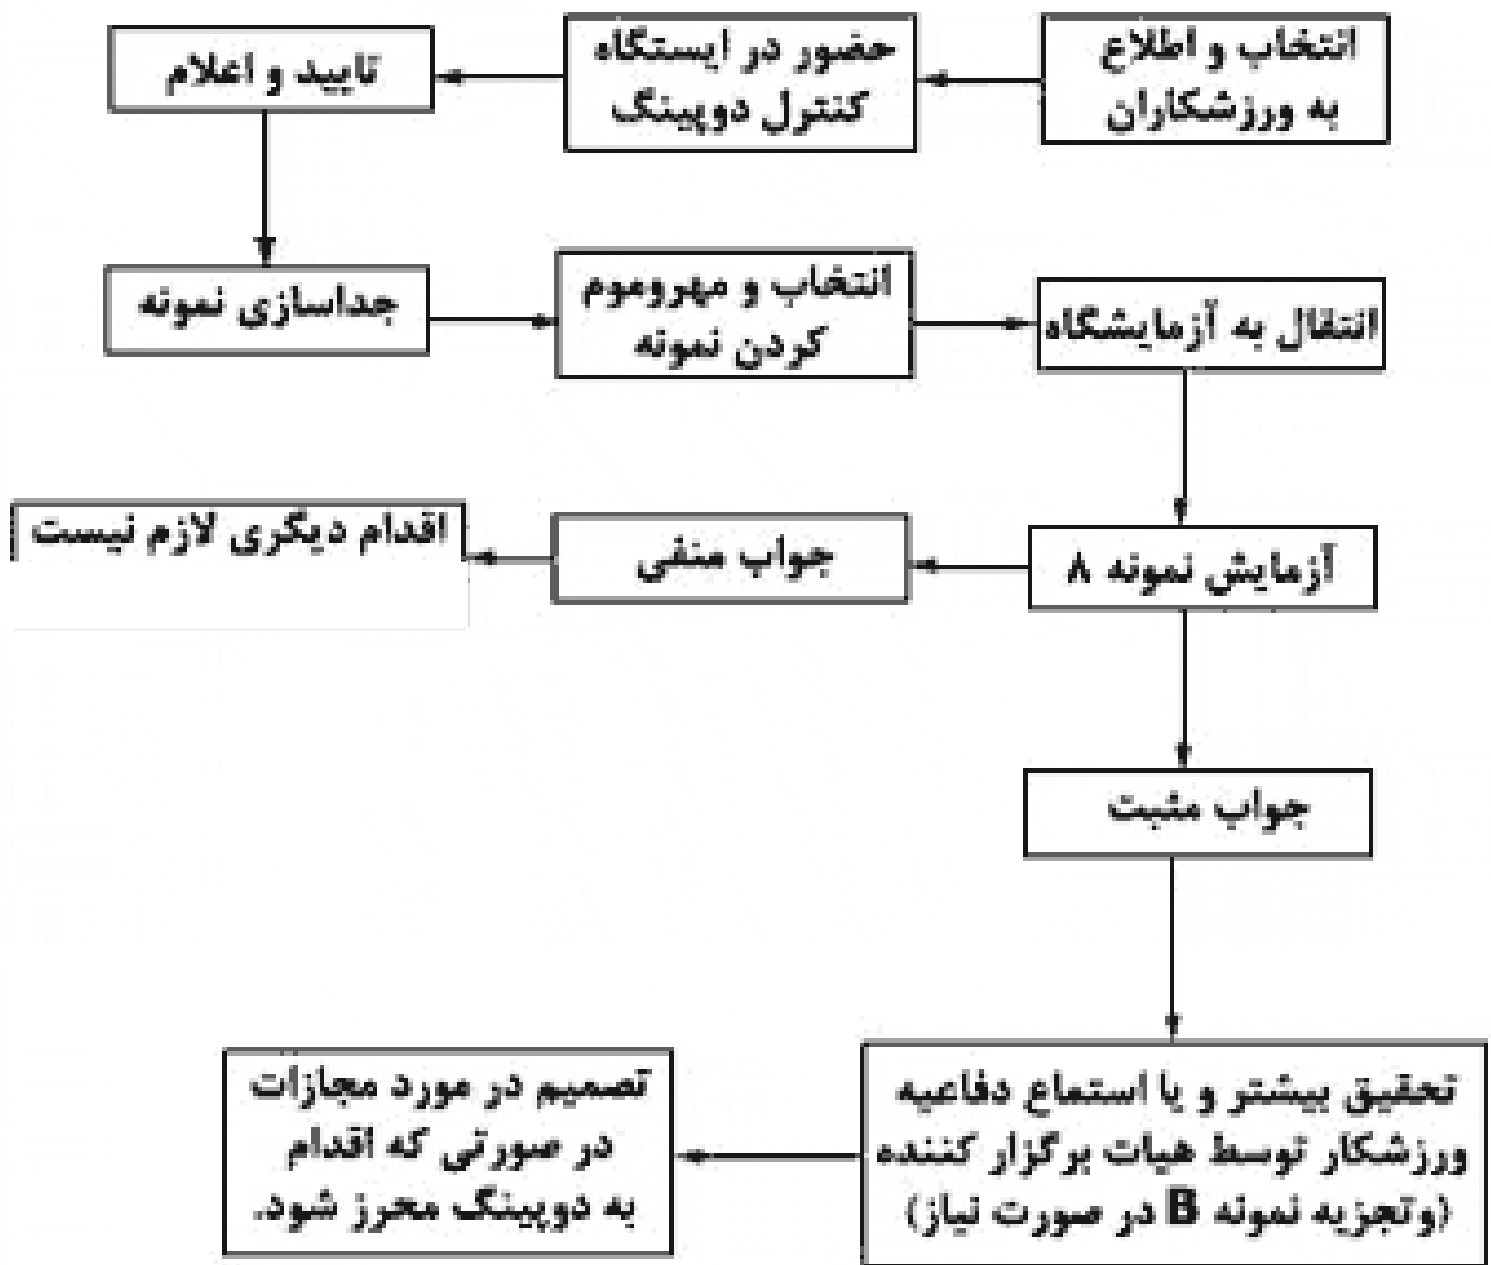 انتخاب و اطلاع
به ورزشکاران
حضور در ایستگاه
کنترل دوپینگ
تایید و اعلام
جداسازی نمونه
انتخاب و مهروموم
کردن نمونه
انتقال به آزمایشگاه
آزمایش نمونه ۸
جواب منفی
اقدام دیگری لازم نیست
جواب مثبت
تحقیق بیشتر و یا استماع دفاعیه
ورزشکار توسط هیات برگزار کننده
(وتجزیه نمونه B در صورت نیاز)
تصمیم در مورد مجازات
در صورتی که اقدام
به دوپینگ محرز شود.